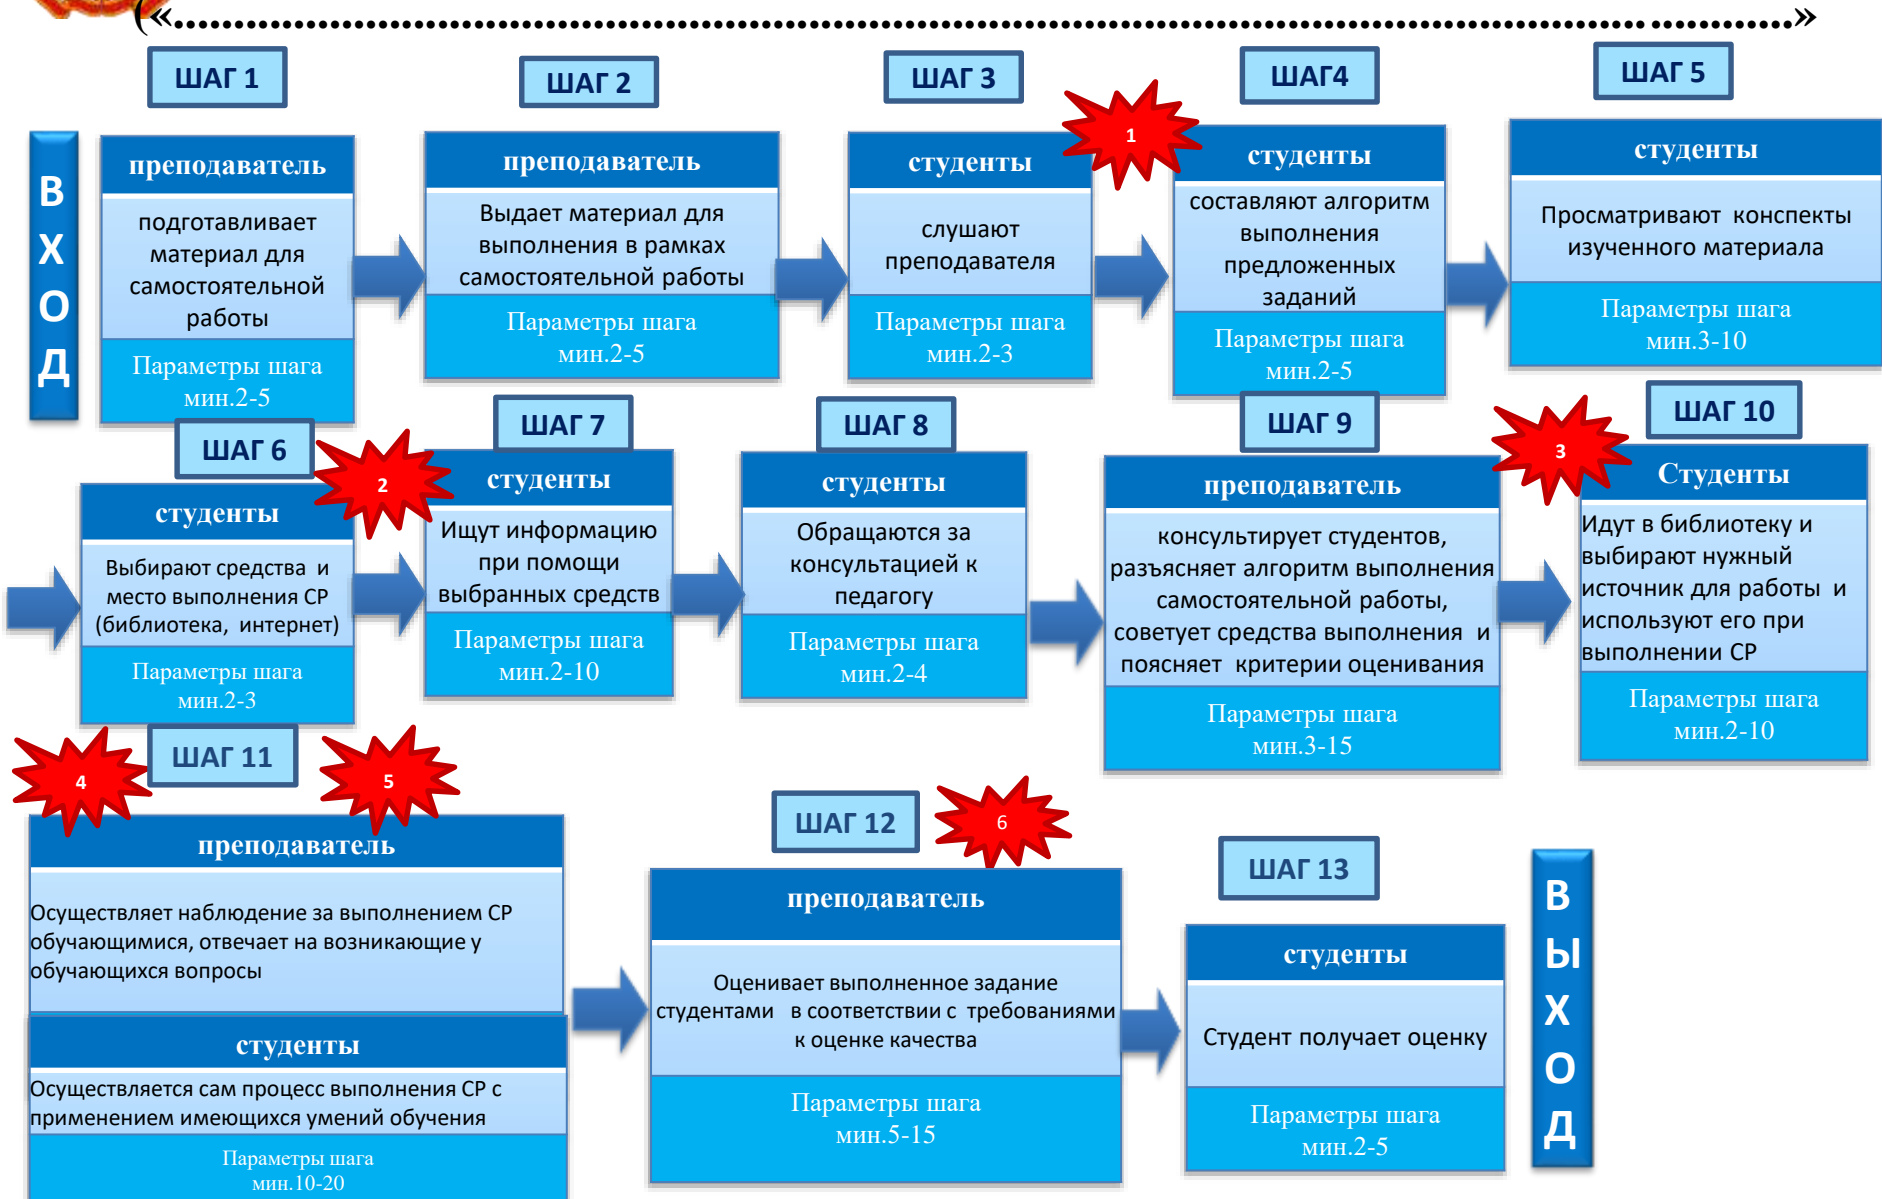 («.................................................................................................................................. ............»
ШАГ 1
ШАГ 2
ШАГ 3
ШАГ4
ШАГ 5
ВХОД
преподаватель
подготавливает
материал для
самостоятельной
работы
Параметры шага
мин.2-5
преподаватель
Выдает материал для
выполнения в рамках
самостоятельной работы
Параметры шага
мин.2-5
студенты
слушают
преподавателя
Параметры шага
мин.2-3
1
студенты
составляют алгоритм
выполнения
предложенных
заданий
Параметры шага
мин.2-5
студенты
Просматривают конспекты
изученного материала
Параметры шага
мин.3-10
ШАГ 6
ШАГ 7
ШАГ 8
ШАГ 9
ШАГ 10
студенты
Выбирают средства и
место выполнения СР
(библиотека, интернет)
Параметры шага
мин.2-3
2
студенты
Ищут информацию
при помощи
выбранных средств
Параметры шага
мин.2-10
студенты
Обращаются за
консультацией к
педагогу
Параметры шага
мин.2-4
преподаватель
консультирует студентов,
разъясняет алгоритм выполнения
самостоятельной работы,
советует средства выполнения и
поясняет критерии оценивания
Параметры шага
мин.3-15
3
Студенты
Идут в библиотеку и
выбирают нужный
источник для работы и
используют его при
выполнении СР
Параметры шага
мин.2-10
4
ШАГ 11
5
преподаватель
Осуществляет наблюдение за выполнением СР
обучающимися, отвечает на возникающие у
обучающихся вопросы
студенты
Осуществляется сам процесс выполнения СР с
применением имеющихся умений обучения
Параметры шага
мин.10-20
ШАГ 12
6
преподаватель
Оценивает выполненное задание
студентами в соответствии с требованиями
к оценке качества
Параметры шага
мин.5-15
ШАГ 13
студенты
Студент получает оценку
Параметры шага
мин.2-5
ВЫХОД